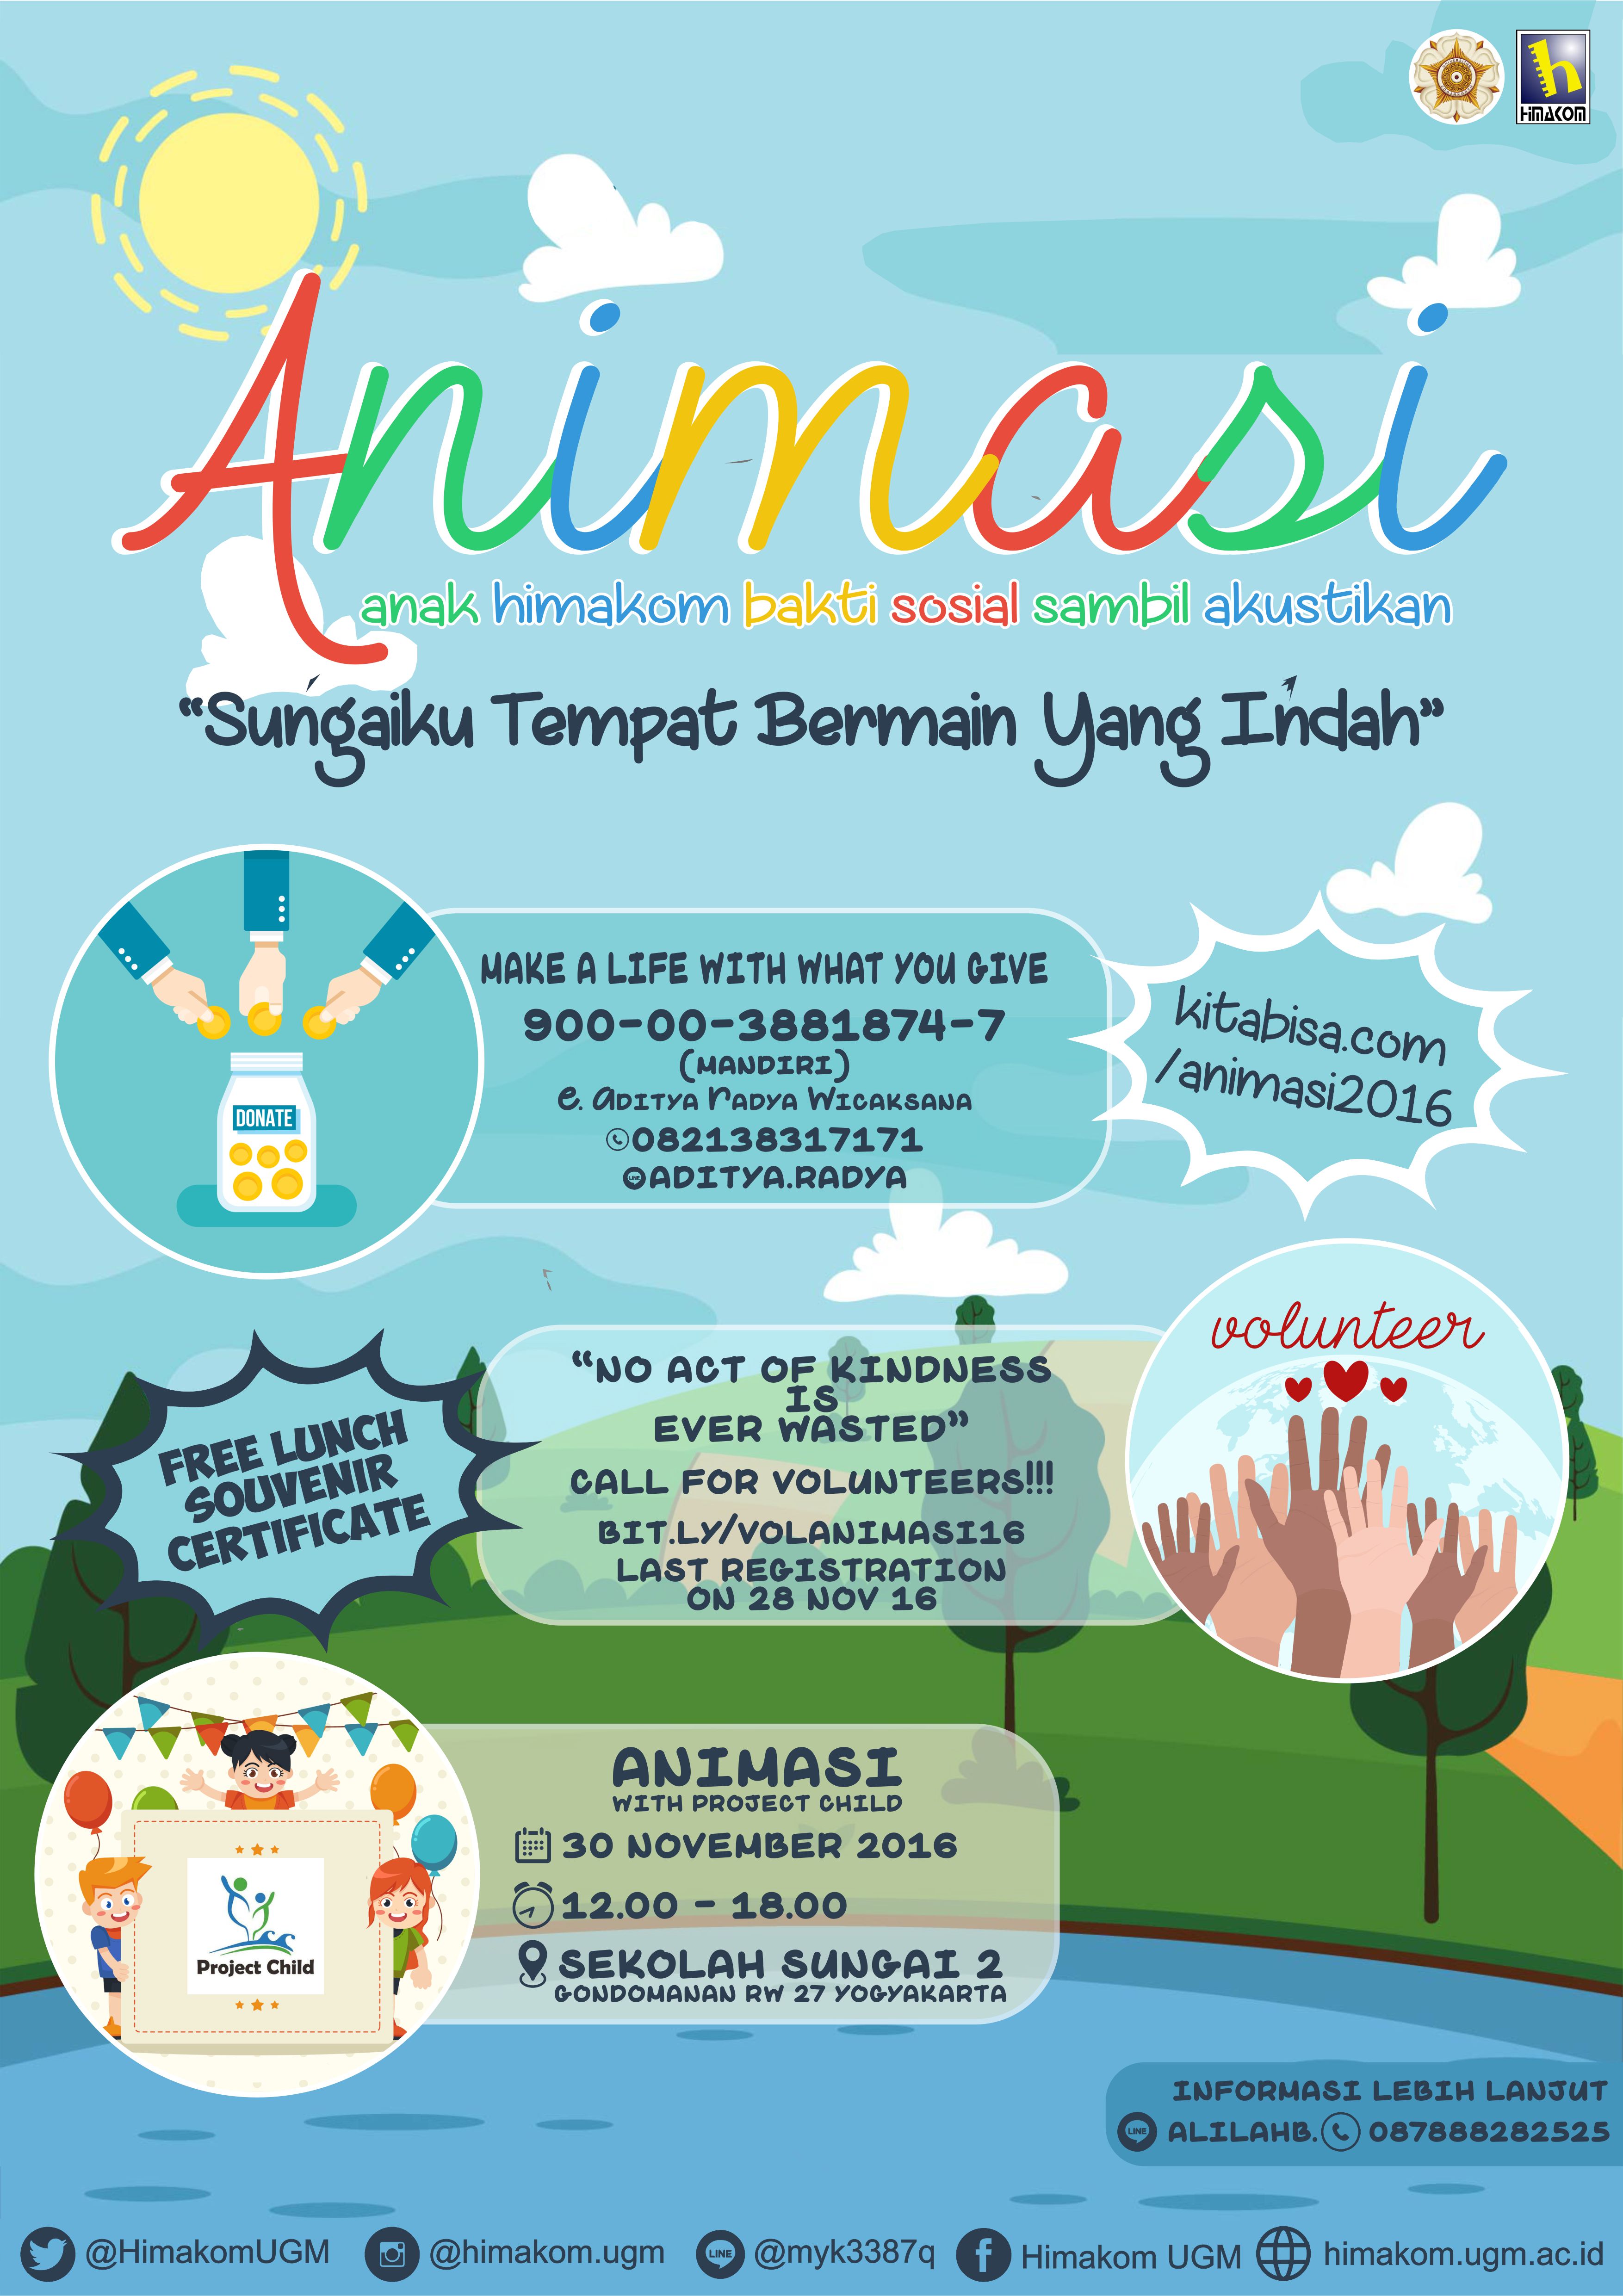 HIMAKOM
Animasi
anak himakom bakti sosial sambil akustikan
“Sungaiku Tempat Bermain Yang Indah”
DONATE
MAKE A LIFE WITH WHAT YOU GIVE
900-00-3881874-7
(MANDIRI)
e. aditya radya Wicaksana
082138317171
LINE
ADITYA.RADYA
kitabisa.com
/animasi2016
volunteer
“NO ACT OF KINDNESS
IS
EVER WASTED”
CALL FOR VOLUNTEERS!!!
BIT.LY/VOLANIMASI16
LAST REGISTRATION
ON 28 NOV 16
FREE LUNCH
SOUVENIR
CERTIFICATE
Project Child
ANIMASI
WITH PROJECT CHILD
30 NOVEMBER 2016
12.00 - 18.00
SEKOLAH SUNGAI 2
GONDOMANAN RW 27 YOGYAKARTA
INFORMASI LEBIH LANJUT
LINE ALILAHB. 087888282525
@HimakomUGM @himakom.ugm LINE @myk3387q f Himakom UGM himakom.ugm.ac.id